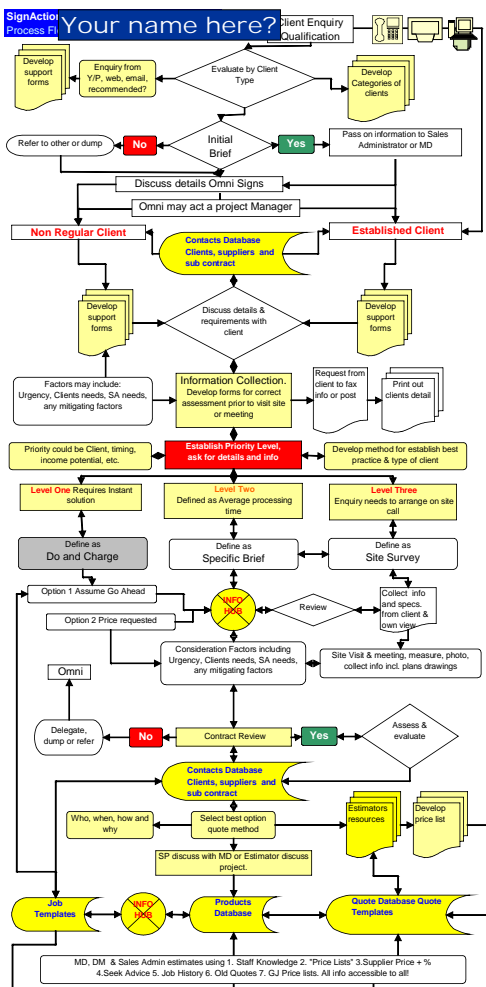 SignAction
Process Fl
Your name here?
Client Enquiry
Qualification
Develop
support
forms
Enquiry from
Y/P, web, email,
recommended?
Evaluate by Client
Type
Develop
Categories of
clients
Refer to other or dump
No
Initial
Brief
Yes
Pass on information to Sales
Administrator or MD
Discuss details Omni Signs
Omni may act a project Manager
Non Regular Client
Contacts Database
Clients, suppliers and
sub contract
Established Client
Develop
support
forms
Discuss details &
requirements with
client
Develop
support
forms
Factors may include:
Urgency, Clients needs, SA needs,
any mitigating factors
Information Collection.
Develop forms for correct
assessment prior to visit site
or meeting
Request from
client to fax
info or post
Print out
clients detail
Priority could be Client, timing,
income potential, etc.
Establish Priority Level,
ask for details and info
Develop method for establish best
practice & type of client
Level One Requires Instant
solution
Level Two
Defined as Average processing
time
Level Three
Enquiry needs to arrange on site
call
Define as
Do and Charge
Define as
Specific Brief
Define as
Site Survey
Option 1 Assume Go Ahead
Option 2 Price requested
INFO
HUB
Review
Collect info
and specs.
from client &
own view
Omni
Consideration Factors including
Urgency, Clients needs, SA needs,
any mitigating factors
Site Visit & meeting, measure, photo,
collect info incl. plans drawings
Delegate,
dump or refer
No
Contract Review
Yes
Assess &
evaluate
Contacts Database
Clients, suppliers and
sub contract
Who, when, how and
why
Select best option
quote method
Estimators
resources
Develop
price list
SP discuss with MD or Estimator discuss
project.
Job
Templates
INFO
HUB
Products
Database
Quote Database Quote
Templates
MD, DM & Sales Admin estimates using 1. Staff Knowledge 2. "Price Lists" 3.Supplier Price + %
4.Seek Advice 5. Job History 6. Old Quotes 7. GJ Price lists. All info accessible to all!